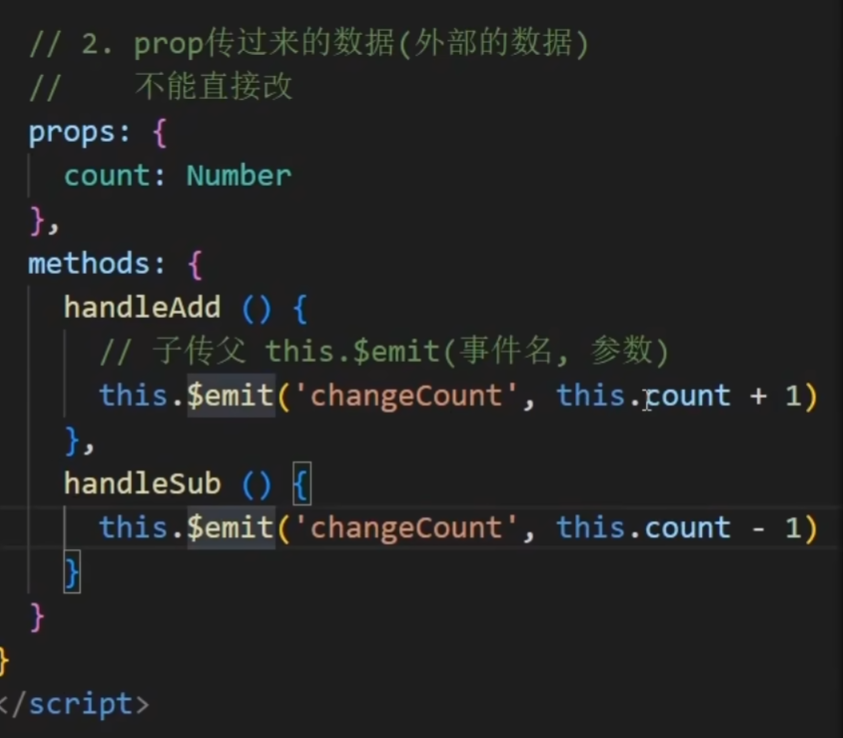 // 2. prop传过来的数据(外部的数据)
//    不能直接改
props: {
  count: Number
},
methods: {
  handleAdd () {
    // 子传父 this.$emit(事件名, 参数)
    this.$emit('changeCount', this.count + 1)
  },
  handleSub () {
    this.$emit('changeCount', this.count - 1)
  }
}
}
</script>